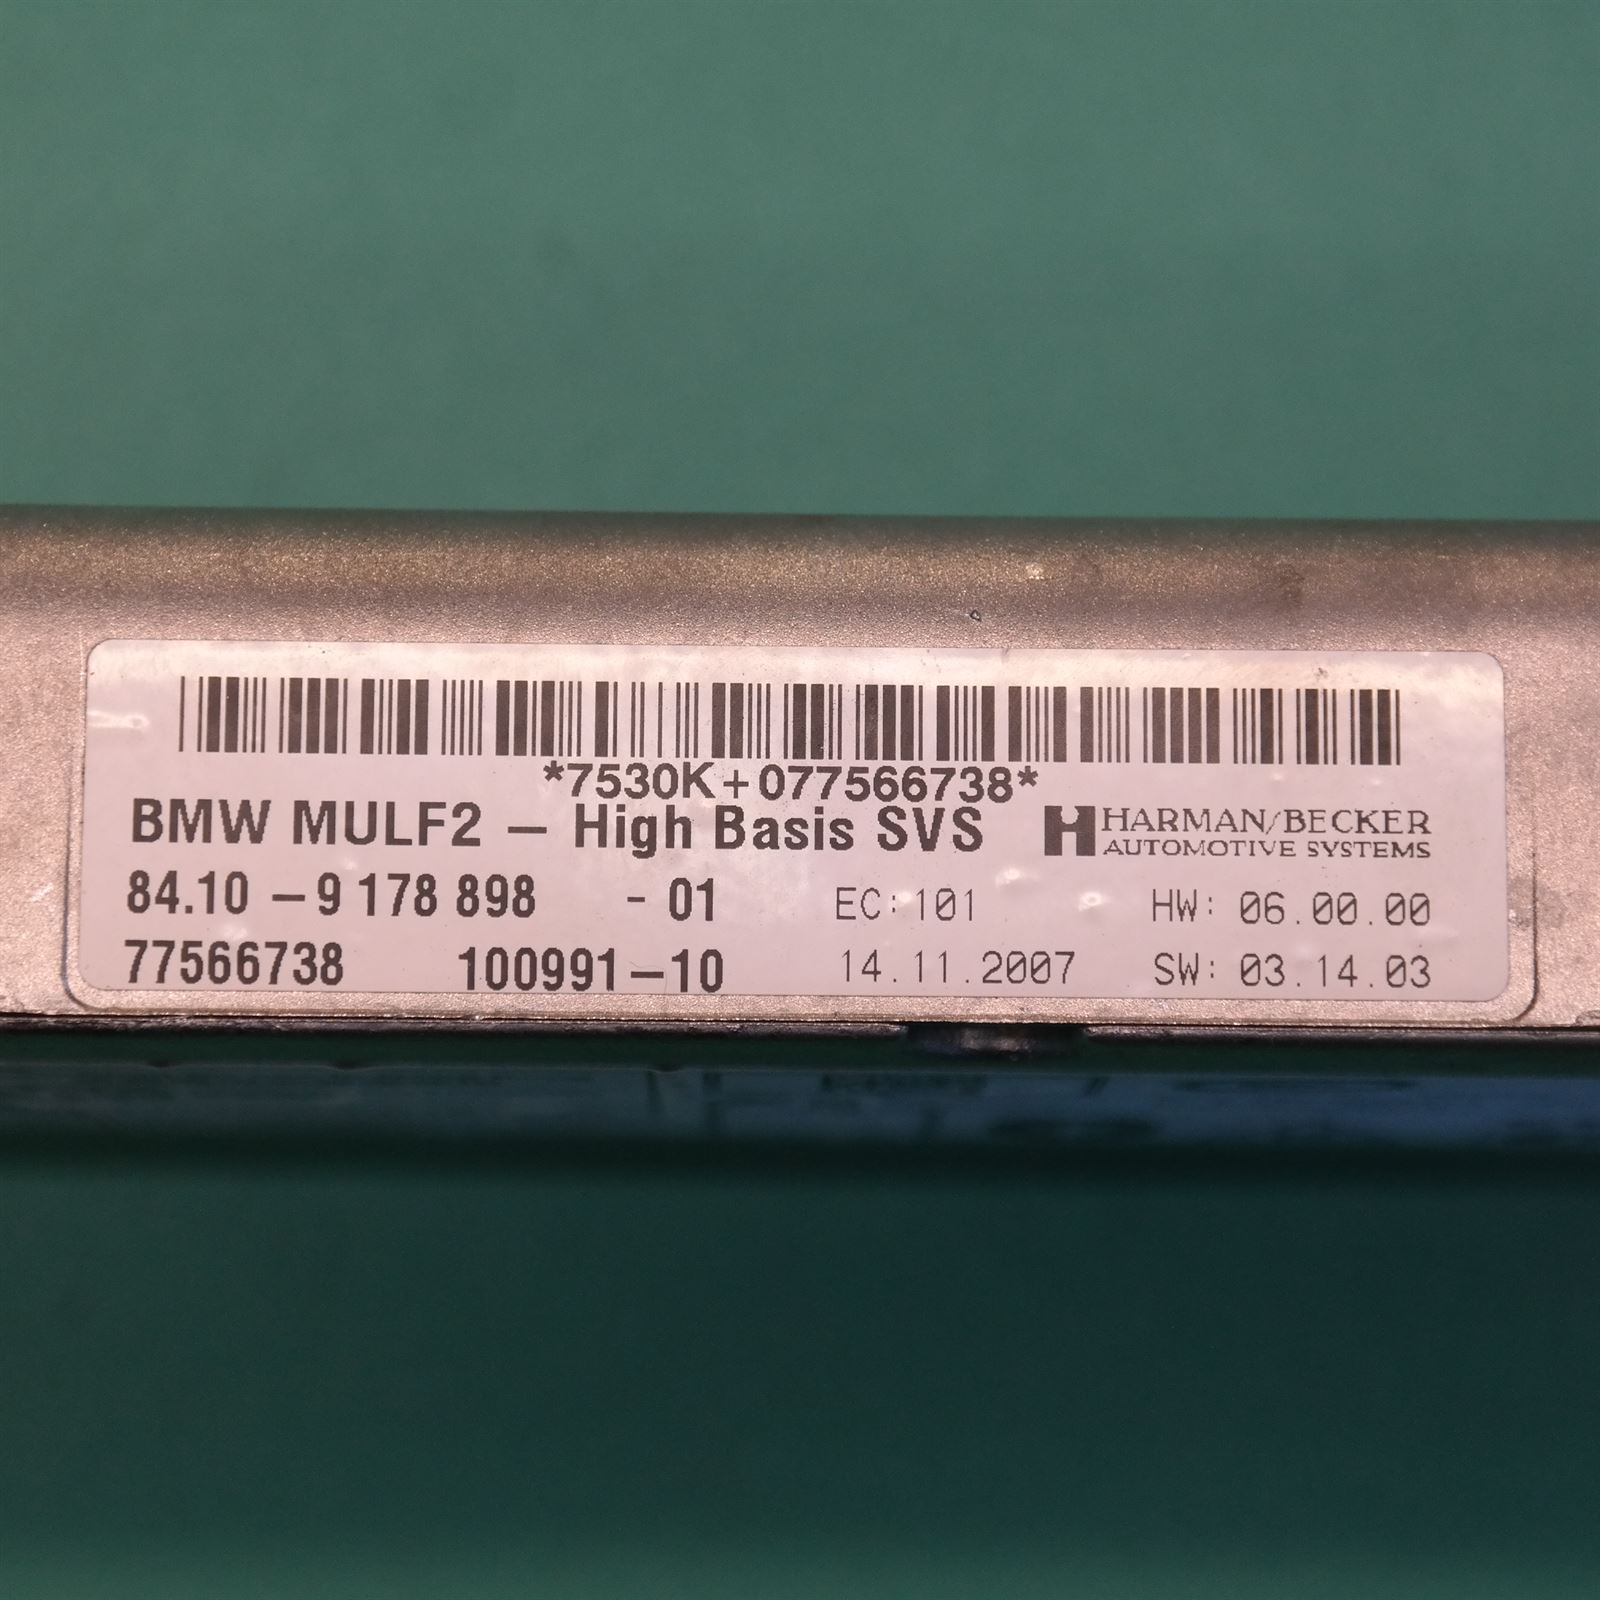 *7530K+077566738*
BMW MULF2 – High Basis SVS
HARMAN/BECKER
AUTOMOTIVE SYSTEMS
84.10 – 9 178 898 - 01 EC: 101 HW: 06.00.00
77566738 100991–10 14.11.2007 SW: 03.14.03